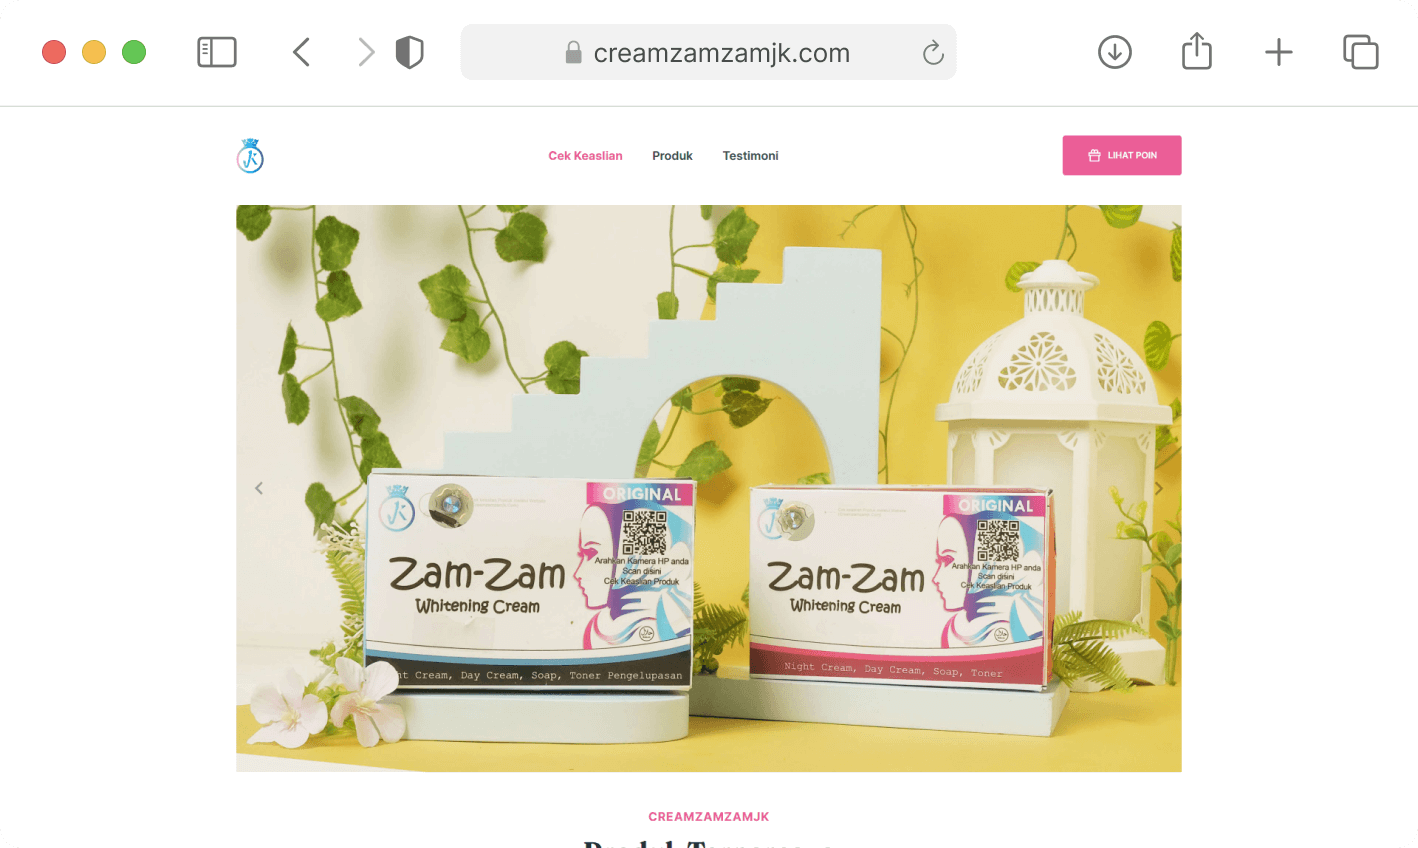 creamzamzamjk.com
Cek Keaslian
Produk
Testimoni
LIHAT POIN
ORIGINAL
Arahkan Kamera HP anda
Scan disini
Cek Keaslian Produk
Zam-Zam
Whitening Cream
Cream, Day Cream, Soap, Toner Pengelupasan
ORIGINAL
Arahkan Kamera HP anda
Scan disini
Cek Keaslian Produk
Zam-Zam
Whitening Cream
Night Cream, Day Cream, Soap, Toner
CREAMZAMZAMJK
Produk